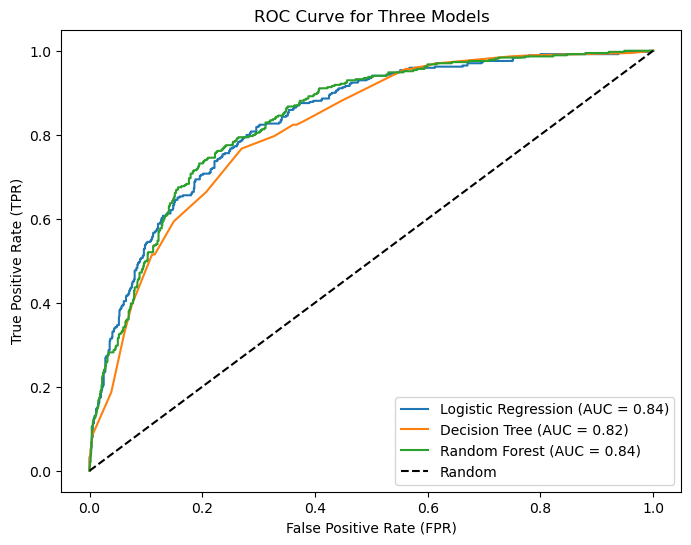 ROC Curve for Three Models
True Positive Rate (TPR)
1.0
0.8
0.6
0.4
0.2
0.0
Logistic Regression (AUC = 0.84)
Decision Tree (AUC = 0.82)
Random Forest (AUC = 0.84)
Random
0.0 0.2 0.4 0.6 0.8 1.0
False Positive Rate (FPR)